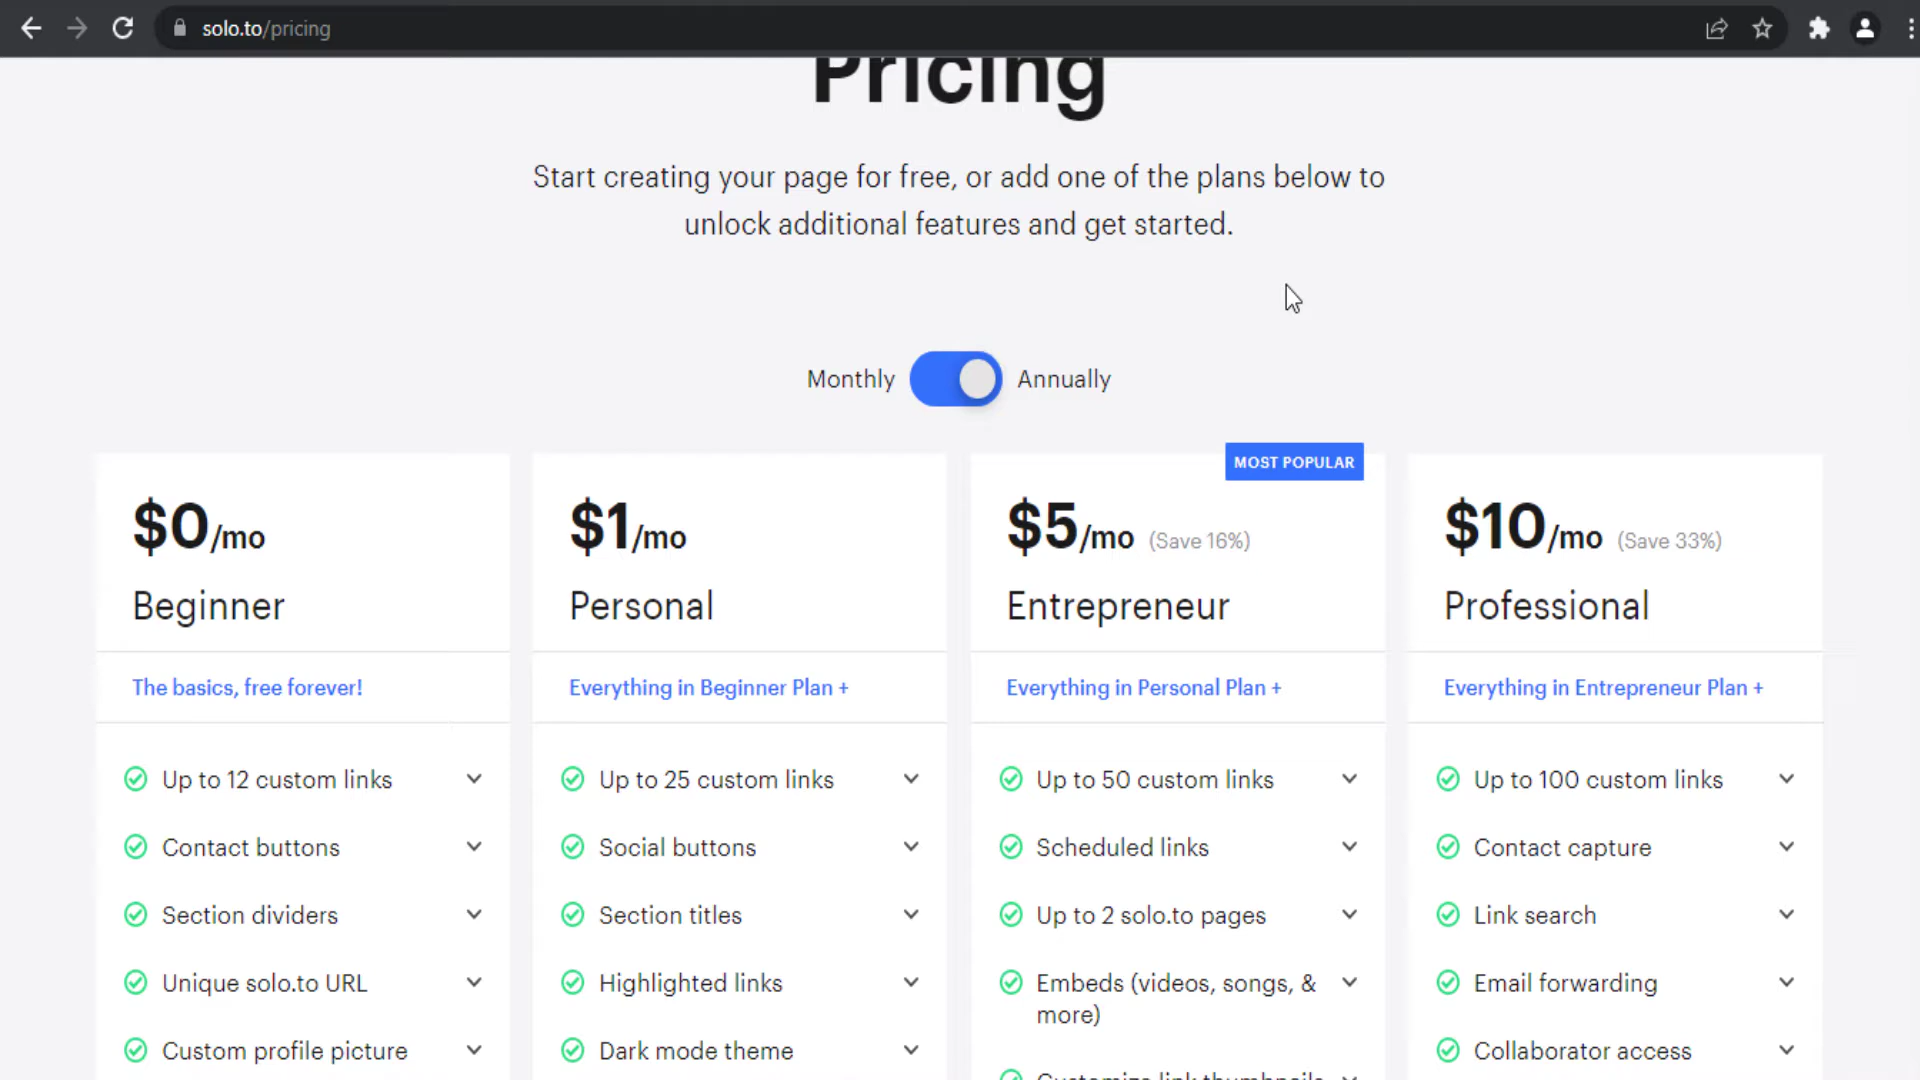 solo.to/pricing
Pricing
Start creating your page for free, or add one of the plans below to
unlock additional features and get started.
Monthly Annually
MOST POPULAR
$0/mo
Beginner
The basics, free forever!
Up to 12 custom links
Contact buttons
Section dividers
Unique solo.to URL
Custom profile picture
$1/mo
Personal
Everything in Beginner Plan +
Up to 25 custom links
Social buttons
Section titles
Highlighted links
Dark mode theme
$5/mo (Save 16%)
Entrepreneur
Everything in Personal Plan +
Up to 50 custom links
Scheduled links
Up to 2 solo.to pages
Embeds (videos, songs, &
more)
Customize link thumbnails
$10/mo (Save 33%)
Professional
Everything in Entrepreneur Plan +
Up to 100 custom links
Contact capture
Link search
Email forwarding
Collaborator access